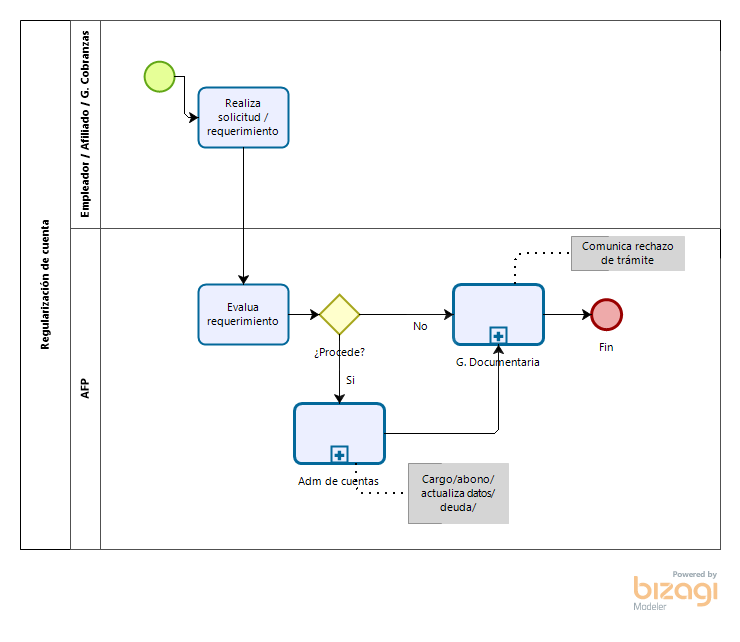 Regularización de cuenta
Empleador / Afiliado / G. Cobranzas
Realiza
solicitud /
requerimiento
AFP
Comunica rechazo
de trámite
Evalua
requerimiento
¿Procede?
No
G. Documentaria
Fin
Si
Adm de cuentas
Cargo/abono/
actualiza datos/
deuda/
Powered by
bizagi
Modeler